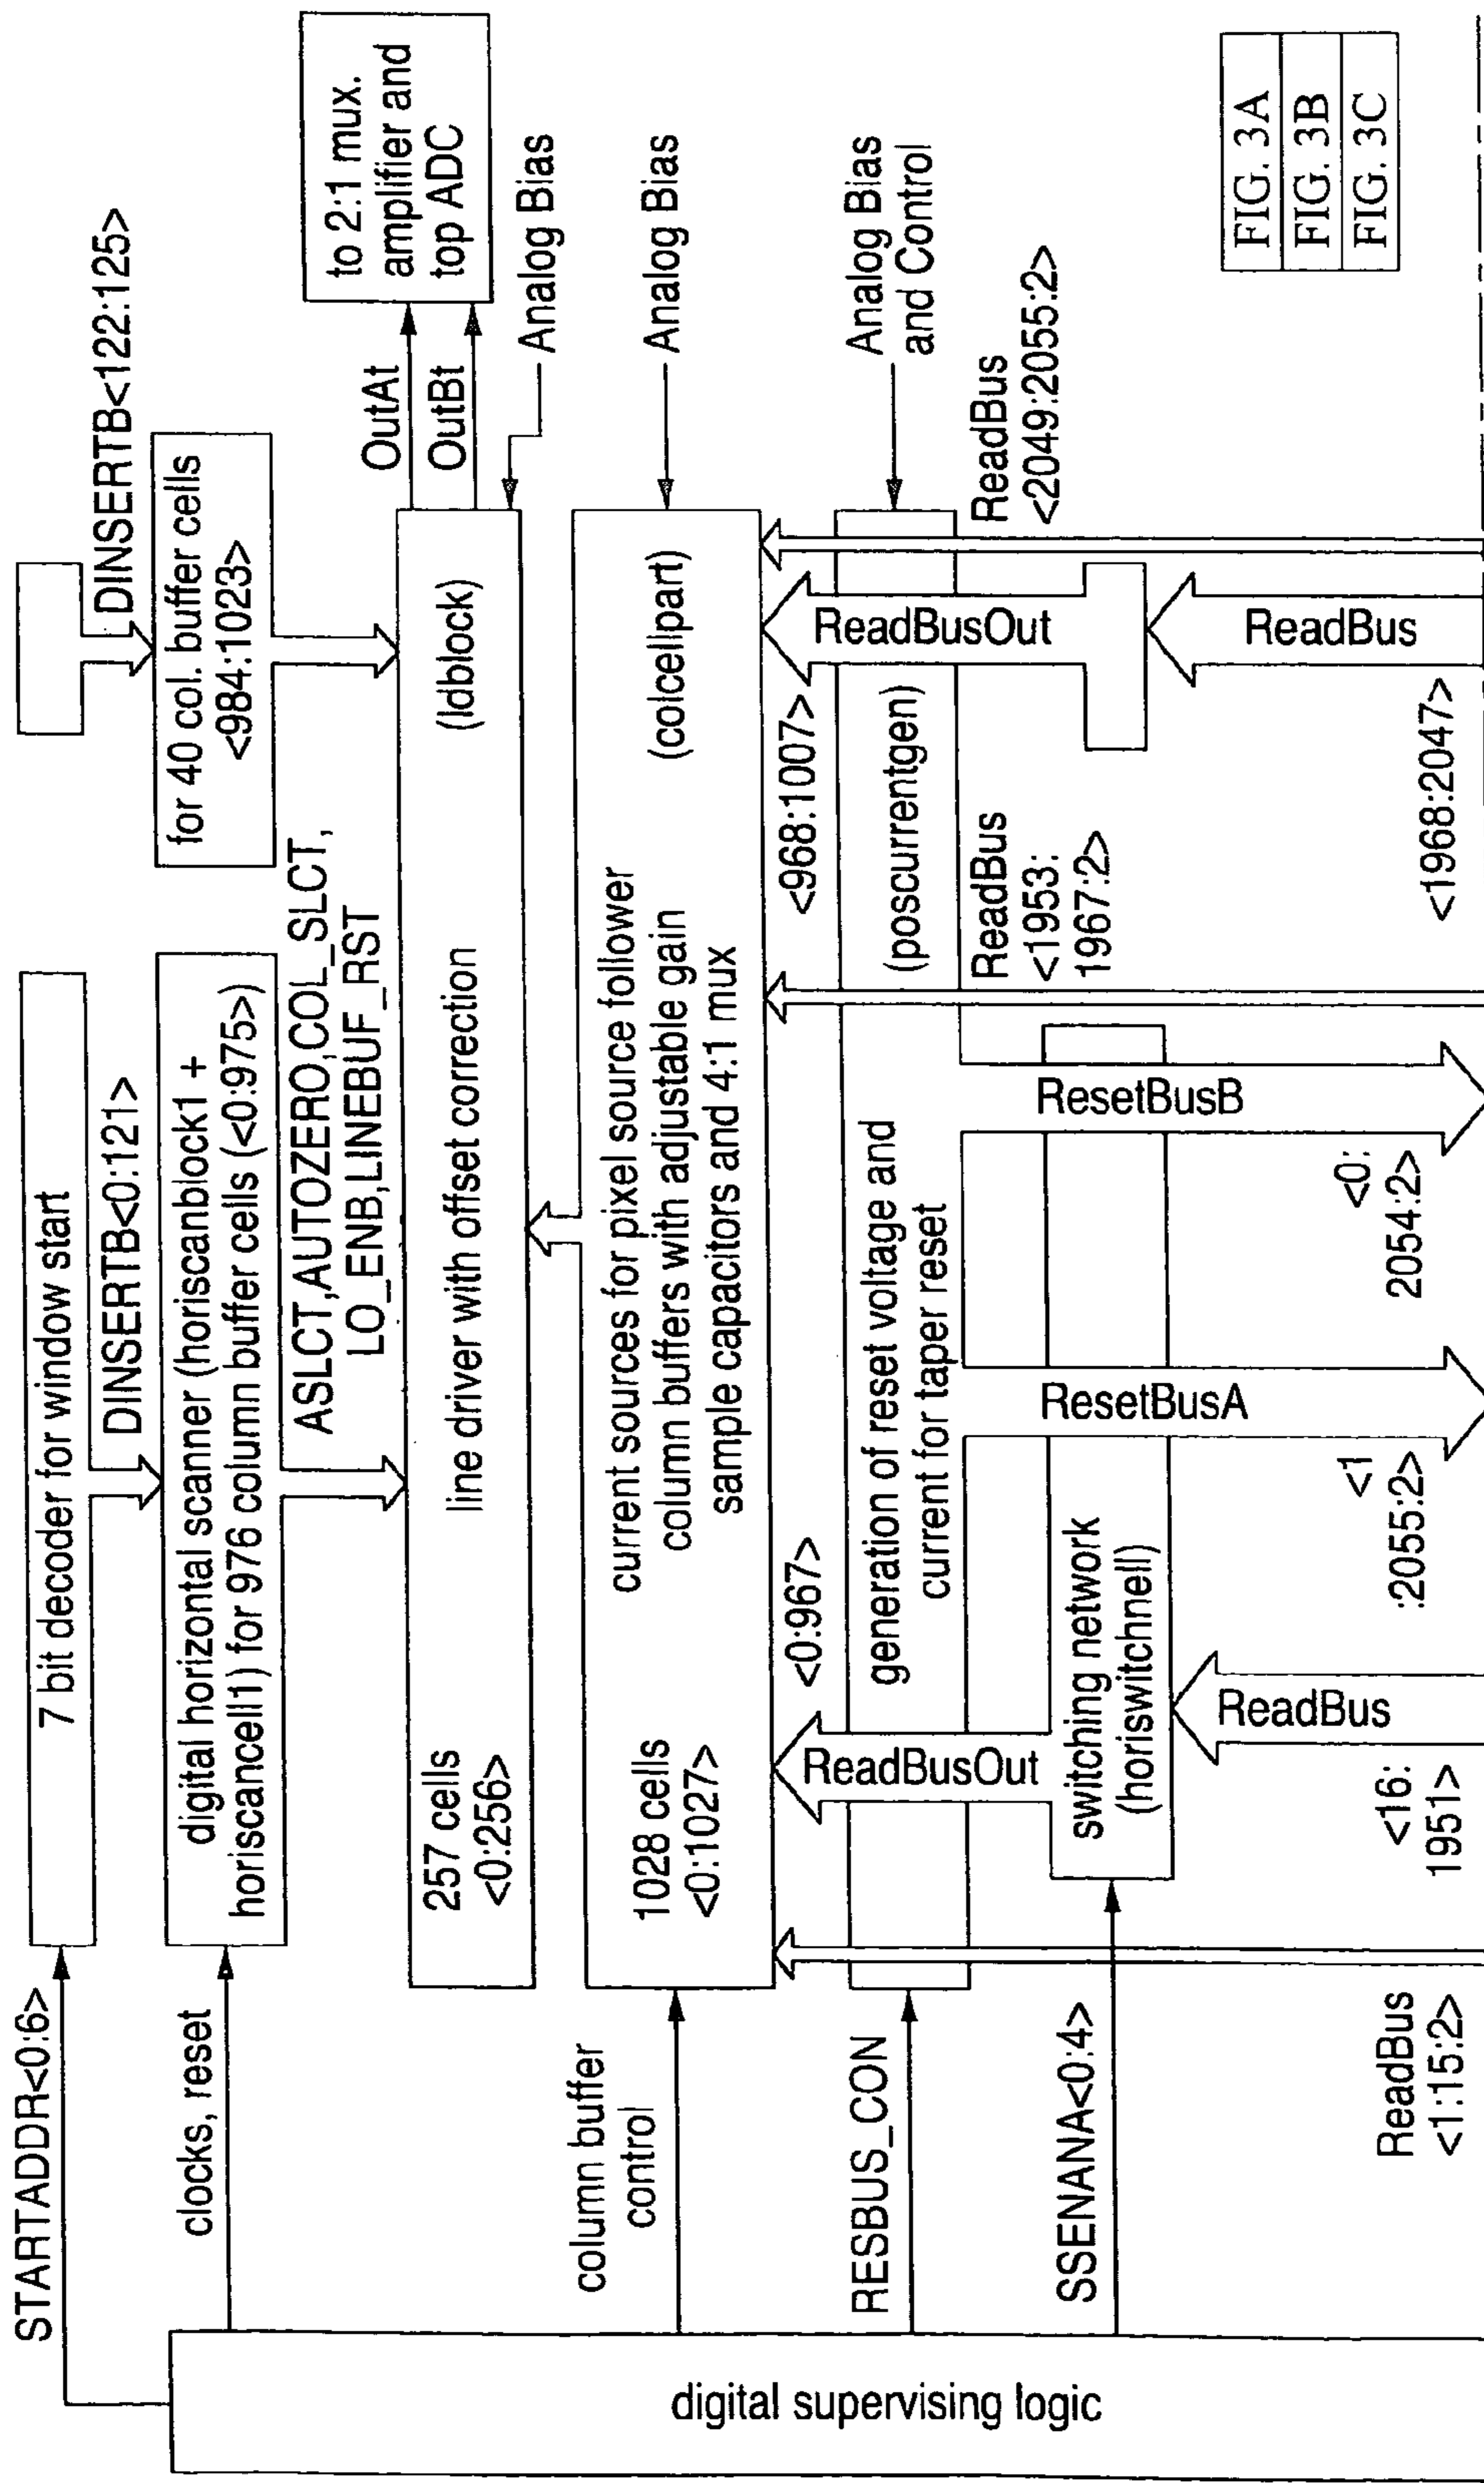 STARTADDR<0:6>
7 bit decoder for window start
DINSERTB<0:121>
DINSERTB<122:125>
clocks, reset
digital horizontal scanner (horiscanblock1 +
horiscancell1) for 976 column buffer cells (<0:975>)
for 40 col. buffer cells
<984:1023>
ASLCT,AUTOZERO,COL_SLCT,
LO_ENB,LINEBUF_RST
OutAt
OutBt
to 2:1 mux.
amplifier and
top ADC
257 cells
<0:256>
line driver with offset correction
(ldblock)
Analog Bias
column buffer
control
1028 cells
<0:1027>
current sources for pixel source follower
column buffers with adjustable gain
sample capacitors and 4:1 mux
(colcellpart)
Analog Bias
<0:967>
<968:1007>
RESBUS_CON
ReadBusOut
generation of reset voltage and
current for taper reset
(poscurrentgen)
ReadBusOut
Analog Bias
and Control
SSENANA<0:4>
switching network
(horiswitchnell)
ResetBusA
ResetBusB
ReadBus
<1953:
1967:2>
ReadBus
<2049:2055:2>
ReadBus
<1:15:2>
<16:
1951>
ReadBus
<1
:2055:2>
<0:
2054:2>
<1968:2047>
ReadBus
digital supervising logic
FIG. 3A
FIG. 3B
FIG. 3C